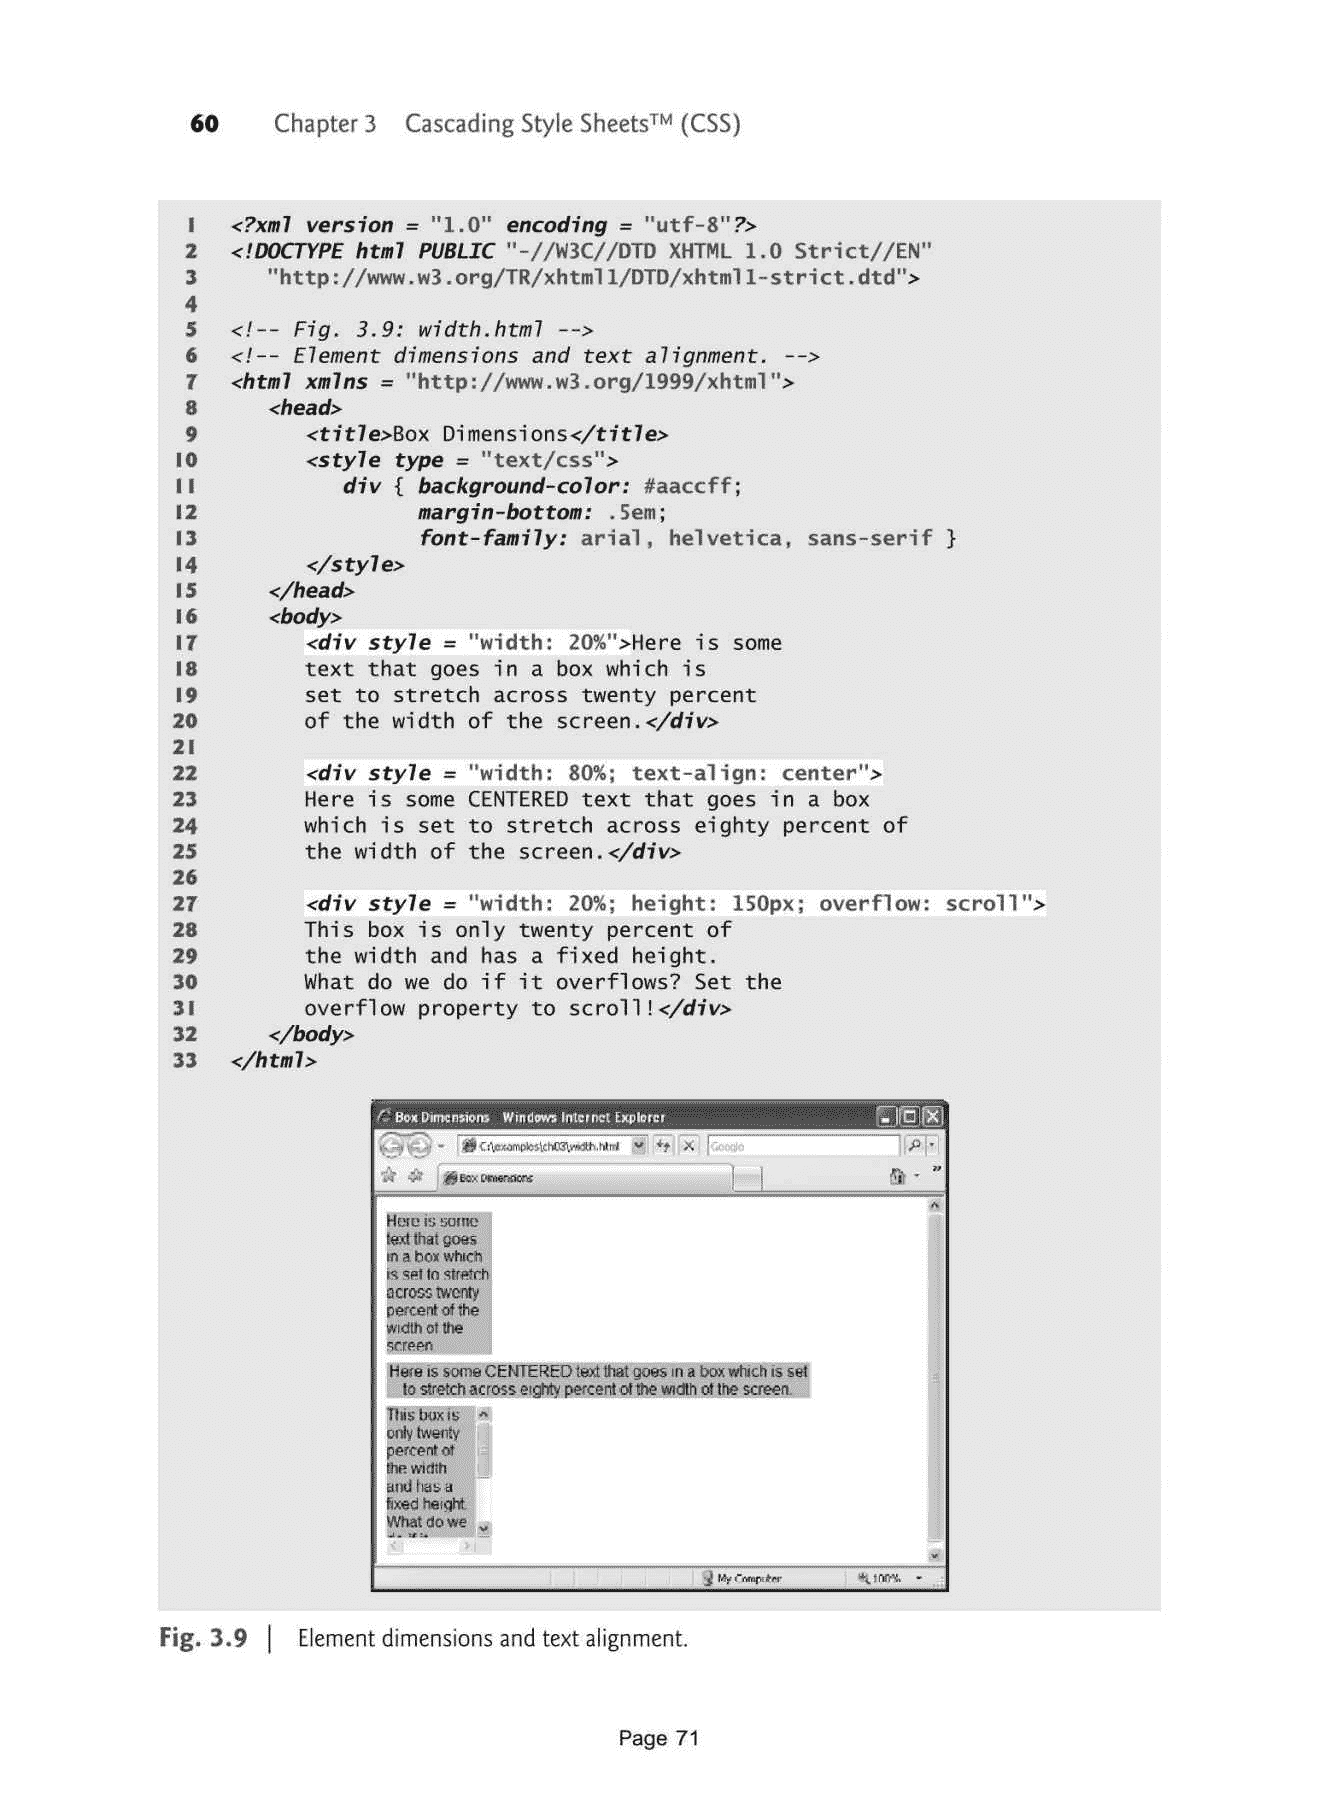 60 Chapter 3 Cascading Style Sheets™ (CSS)
1 <?xml version = "1.0" encoding = "utf-8"?>
2 <!DOCTYPE html PUBLIC "-//W3C//DTD XHTML 1.0 Strict//EN"
3 "http://www.w3.org/TR/xhtml1/DTD/xhtml1-strict.dtd">
4
5 <!-- Fig. 3.9: width.html -->
6 <!-- Element dimensions and text alignment. -->
7 <html xmlns = "http://www.w3.org/1999/xhtml">
8 <head>
9 <title>Box Dimensions</title>
10 <style type = "text/css">
11 div { background-color: #aaccff;
12 margin-bottom: .5em;
13 font-family: arial, helvetica, sans-serif }
14 </style>
15 </head>
16 <body>
17 <div style = "width: 20%">Here is some
18 text that goes in a box which is
19 set to stretch across twenty percent
20 of the width of the screen.</div>
21
22 <div style = "width: 80%; text-align: center">
23 Here is some CENTERED text that goes in a box
24 which is set to stretch across eighty percent of
25 the width of the screen.</div>
26
27 <div style = "width: 20%; height: 150px; overflow: scroll">
28 This box is only twenty percent of
29 the width and has a fixed height.
30 What do we do if it overflows? Set the
31 overflow property to scroll!</div>
32 </body>
33 </html>
Box Dimensions Windows Internet Explorer
C:\examples\ch03\width.html Google
Box Dimensions
Here is some
text that goes
in a box which
is set to stretch
across twenty
percent of the
width of the
screen.
Here is some CENTERED text that goes in a box which is set
to stretch across eighty percent of the width of the screen.
This box is
only twenty
percent of
the width
and has a
fixed height.
What do we
My Computer 100%
Fig. 3.9 | Element dimensions and text alignment.
Page 71